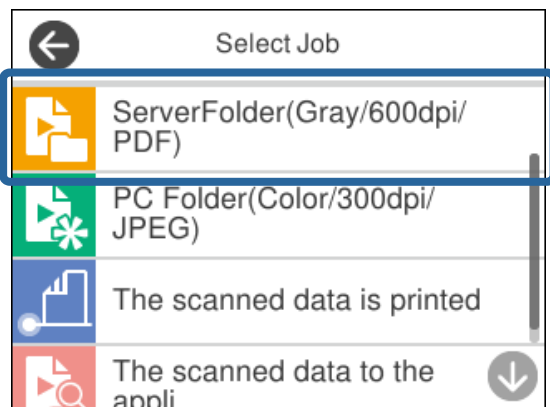 Select Job
ServerFolder(Gray/600dpi/
PDF)
PC Folder(Color/300dpi/
JPEG)
The scanned data is printed
The scanned data to the
appli